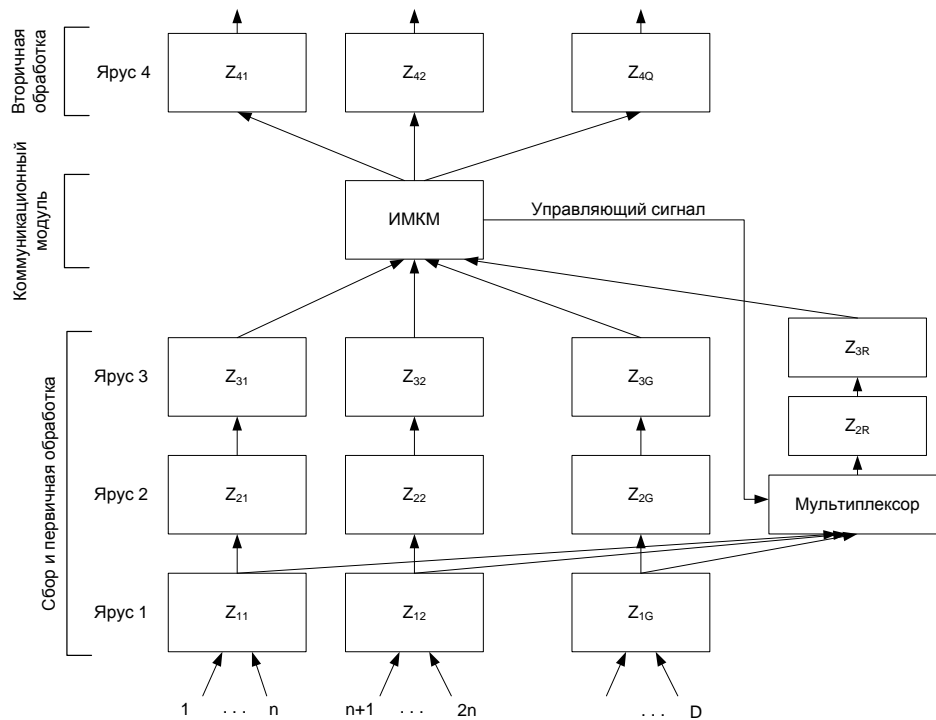 Вторичная
обработка
Ярус 4
Z41
Z42
Z4Q
Коммуникационный
модуль
ИМКМ
Управляющий сигнал
Сбор и первичная обработка
Ярус 3
Z31
Z32
Z3G
Z3R
Z2R
Ярус 2
Z21
Z22
Z2G
Мультиплексор
Ярус 1
Z11
Z12
Z1G
1 . . . n n+1 . . . 2n . . . D